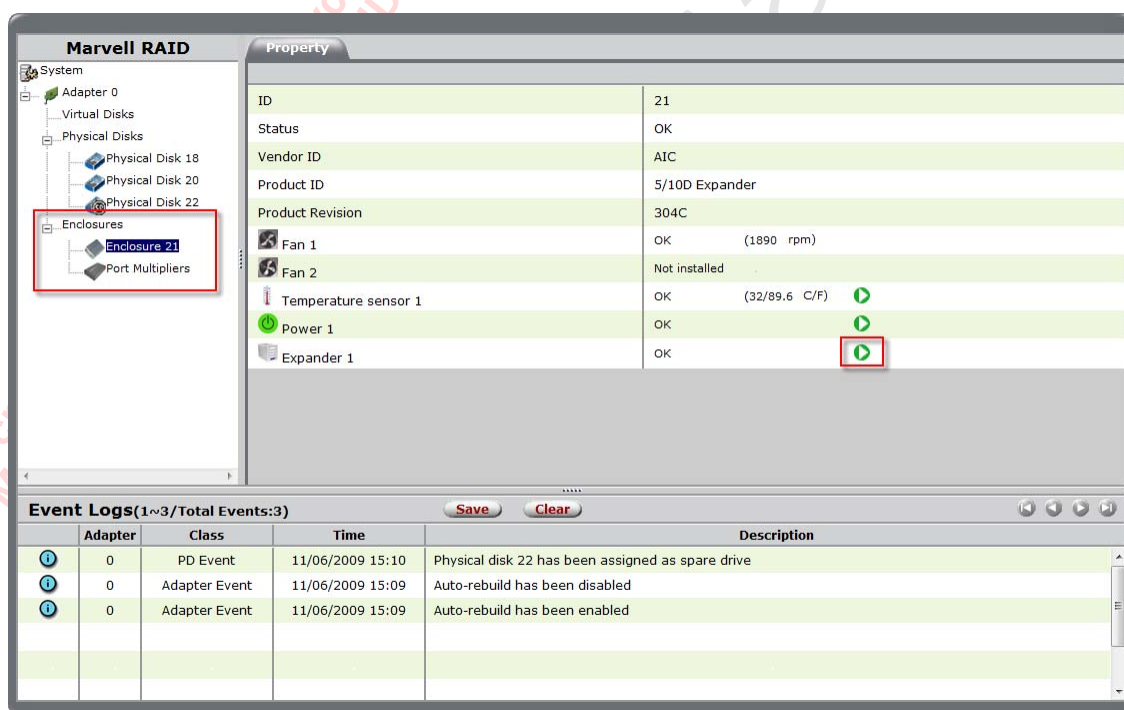 Marvell RAID
Property
System
Adapter 0
Virtual Disks
Physical Disks
Physical Disk 18
Physical Disk 20
Physical Disk 22
Enclosures
Enclosure 21
Port Multipliers
ID 21
Status OK
Vendor ID AIC
Product ID 5/10D Expander
Product Revision 304C
Fan 1 OK (1890 rpm)
Fan 2 Not installed
Temperature sensor 1 OK (32/89.6 C/F)
Power 1 OK
Expander 1 OK
Event Logs(1~3/Total Events:3) Save Clear
Adapter Class Time Description
0 PD Event 11/06/2009 15:10 Physical disk 22 has been assigned as spare drive
0 Adapter Event 11/06/2009 15:09 Auto-rebuild has been disabled
0 Adapter Event 11/06/2009 15:09 Auto-rebuild has been enabled